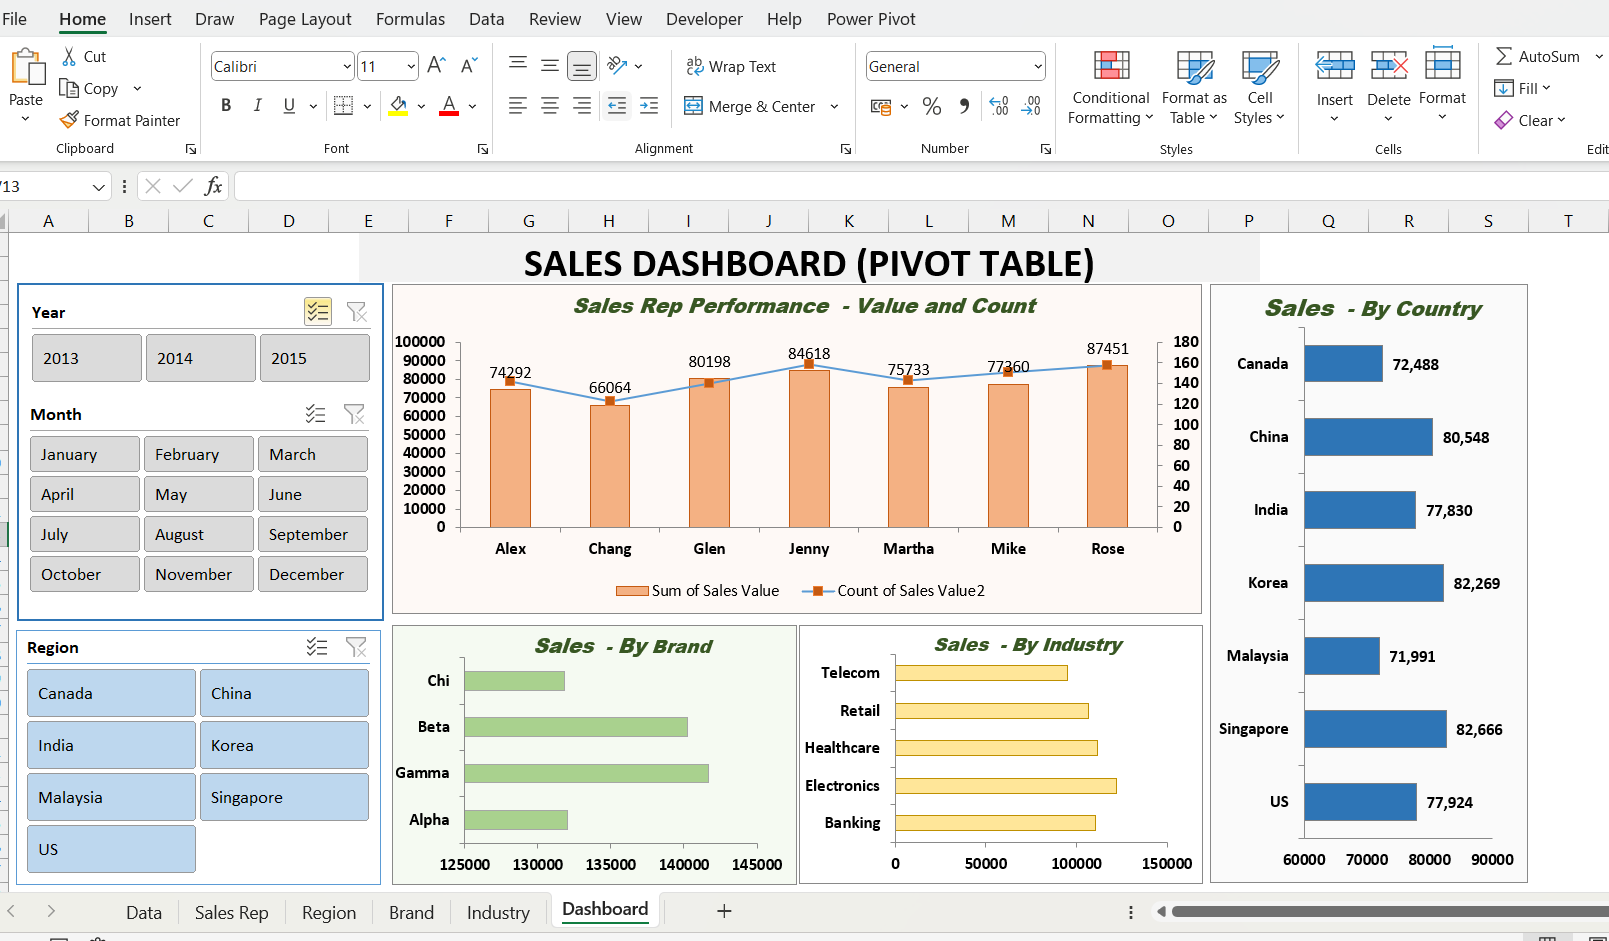 File Home Insert Draw Page Layout Formulas Data Review View Developer Help Power Pivot
Paste
Cut
Copy
Format Painter
Clipboard
Calibri 11
B I U
Font
Wrap Text
Merge & Center
Alignment
General
Number
Conditional Formatting
Format as Table
Cell Styles
Styles
Insert Delete Format
Cells
AutoSum
Fill
Clear
fx
A B C D E F G H I J K L M N O P Q R S T
SALES DASHBOARD (PIVOT TABLE)
Year
2013 2014 2015
Month
January February March
April May June
July August September
October November December
Region
Canada China
India Korea
Malaysia Singapore
US
Sales Rep Performance - Value and Count
100000
90000
80000
70000
60000
50000
40000
30000
20000
10000
0
74292 66064 80198 84618 75733 77360 87451
180
160
140
120
100
80
60
40
20
0
Alex Chang Glen Jenny Martha Mike Rose
Sum of Sales Value Count of Sales Value2
Sales - By Brand
Chi
Beta
Gamma
Alpha
125000 130000 135000 140000 145000
Sales - By Industry
Telecom
Retail
Healthcare
Electronics
Banking
0 50000 100000 150000
Sales - By Country
Canada 72,488
China 80,548
India 77,830
Korea 82,269
Malaysia 71,991
Singapore 82,666
US 77,924
60000 70000 80000 90000
Data Sales Rep Region Brand Industry Dashboard